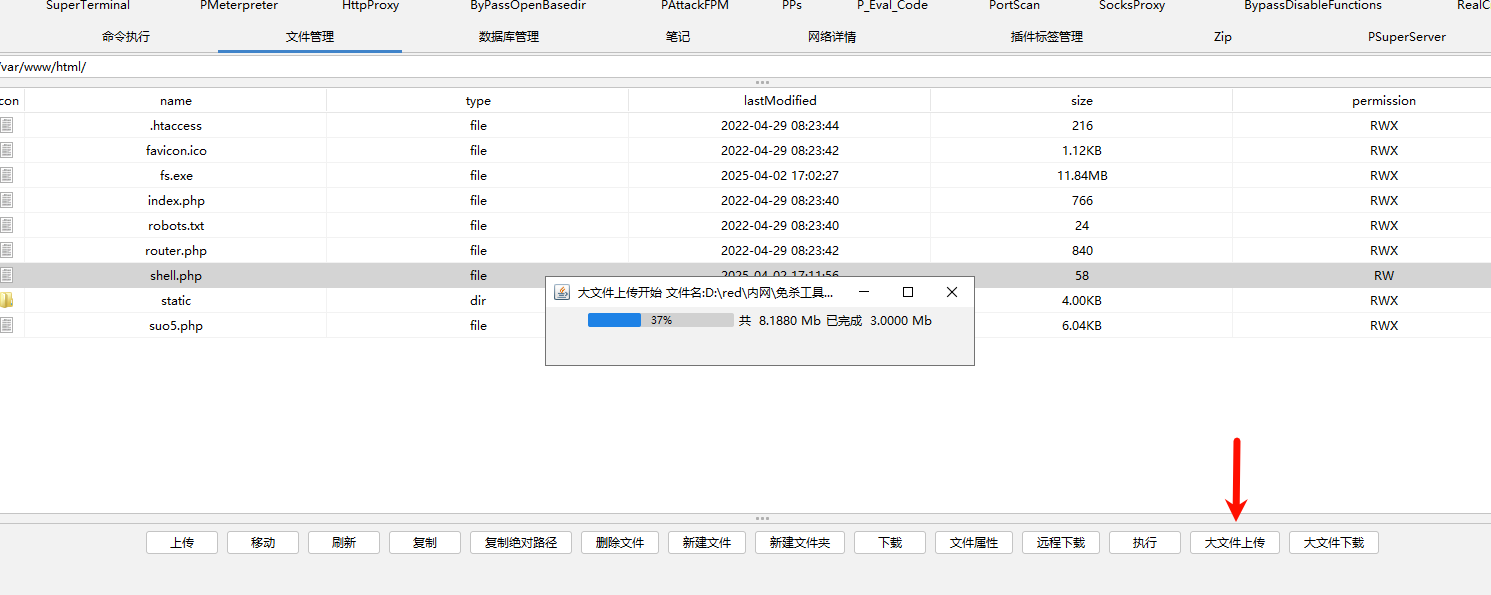 SuperTerminal PMeterpreter HttpProxy ByPassOpenBasedir PAttackFPM PPs P_Eval_Code PortScan SocksProxy BypassDisableFunctions RealC
命令执行 文件管理 数据库管理 笔记 网络详情 插件标签管理 Zip PSuperServer
/var/www/html/
con name type lastModified size permission
.htaccess file 2022-04-29 08:23:44 216 RWX
favicon.ico file 2022-04-29 08:23:42 1.12KB RWX
fs.exe file 2025-04-02 17:02:27 11.84MB RWX
index.php file 2022-04-29 08:23:40 766 RWX
robots.txt file 2022-04-29 08:23:40 24 RWX
router.php file 2022-04-29 08:23:42 840 RWX
shell.php file 2025-04-02 17:11:56 58 RW
static dir 4.00KB RWX
suo5.php file 6.04KB RWX
大文件上传开始 文件名:D:\red\内网\免杀工具...
37% 共 8.1880 Mb 已完成 3.0000 Mb
上传 移动 刷新 复制 复制绝对路径 删除文件 新建文件 新建文件夹 下载 文件属性 远程下载 执行 大文件上传 大文件下载